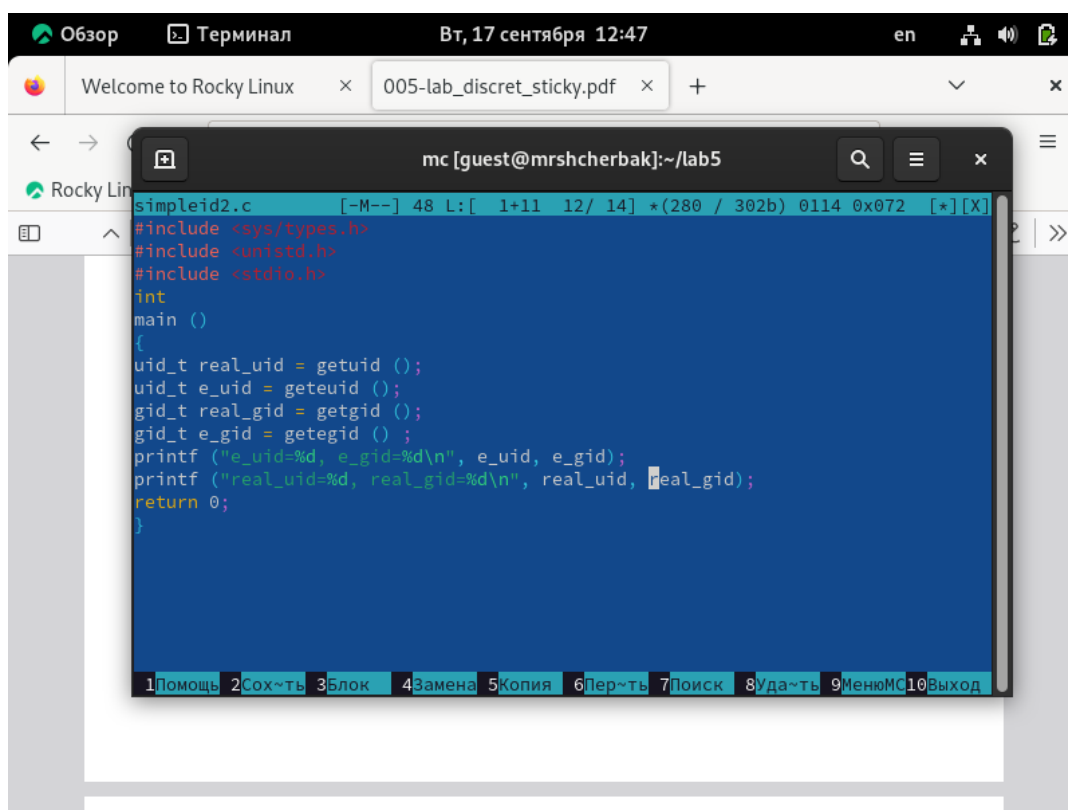 Обзор Терминал Вт, 17 сентября 12:47 en
Welcome to Rocky Linux × 005-lab_discret_sticky.pdf × +
mc [guest@mrshcherbak]:~/lab5
Rocky Lin
simpleid2.c [-M--] 48 L:[ 1+11 12/ 14] *(280 / 302b) 0114 0x072 [*][X]
#include <sys/types.h>
#include <unistd.h>
#include <stdio.h>
int
main ()
{
uid_t real_uid = getuid ();
uid_t e_uid = geteuid ();
gid_t real_gid = getgid ();
gid_t e_gid = getegid () ;
printf ("e_uid=%d, e_gid=%d\n", e_uid, e_gid);
printf ("real_uid=%d, real_gid=%d\n", real_uid, real_gid);
return 0;
}
1Помощь 2Сох~ть 3Блок 4Замена 5Копия 6Пер~ть 7Поиск 8Уда~ть 9МенюMC 10Выход